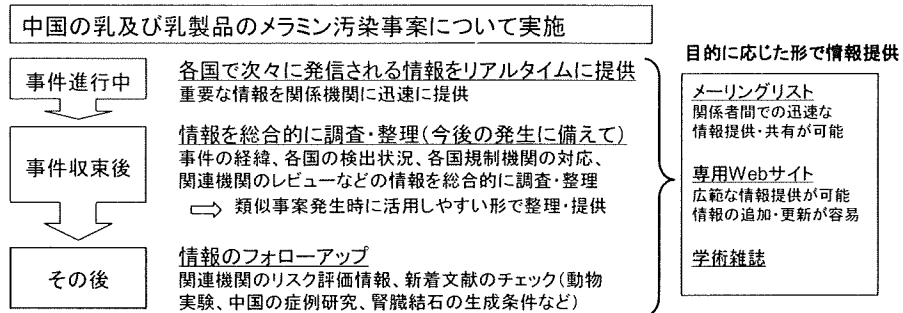 中国の乳及び乳製品のメラミン汚染事案について実施
事件進行中
各国で次々に発信される情報をリアルタイムに提供
重要な情報を関係機関に迅速に提供
事件収束後
情報を総合的に調査・整理(今後の発生に備えて)
事件の経緯、各国の検出状況、各国規制機関の対応、
関連機関のレビューなどの情報を総合的に調査・整理
⇨ 類似事案発生時に活用しやすい形で整理・提供
その後
情報のフォローアップ
関連機関のリスク評価情報、新着文献のチェック(動物
実験、中国の症例研究、腎臓結石の生成条件など)
目的に応じた形で情報提供
メーリングリスト
関係者間での迅速な
情報提供・共有が可能
専用Webサイト
広範な情報提供が可能
情報の追加・更新が容易
学術雑誌